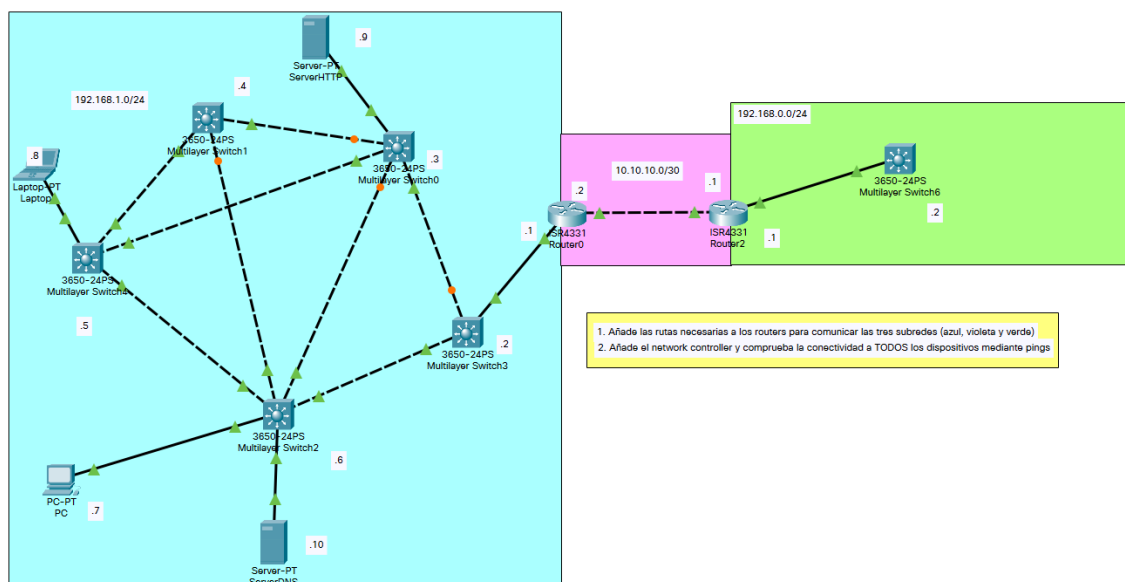 .9
Server-PT
ServerHTTP
192.168.1.0/24
.4
3650-24PS
Multilayer Switch1
.8
Laptop-PT
Laptop
3650-24PS
Multilayer Switch0
.3
3650-24PS
Multilayer Switch4
.5
.1
ISR4331
Router0
.2
10.10.10.0/30
.1
ISR4331
Router2
.1
192.168.0.0/24
3650-24PS
Multilayer Switch6
.2
3650-24PS
Multilayer Switch3
.2
1. Añade las rutas necesarias a los routers para comunicar las tres subredes (azul, violeta y verde)
2. Añade el network controller y comprueba la conectividad a TODOS los dispositivos mediante pings
3650-24PS
Multilayer Switch2
.6
PC-PT
PC
.7
.10
Server-PT
ServerDNS